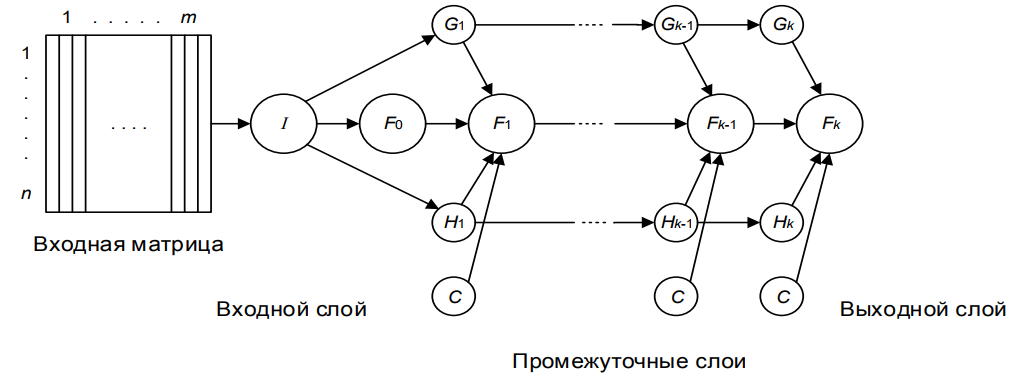 1 . . . . . m
1
.
.
.
.
.
n
. . . .
Входная матрица
I
G1
Gk-1
Gk
F0
F1
Fk-1
Fk
H1
Hk-1
Hk
C
C
C
Входной слой
Выходной слой
Промежуточные слои